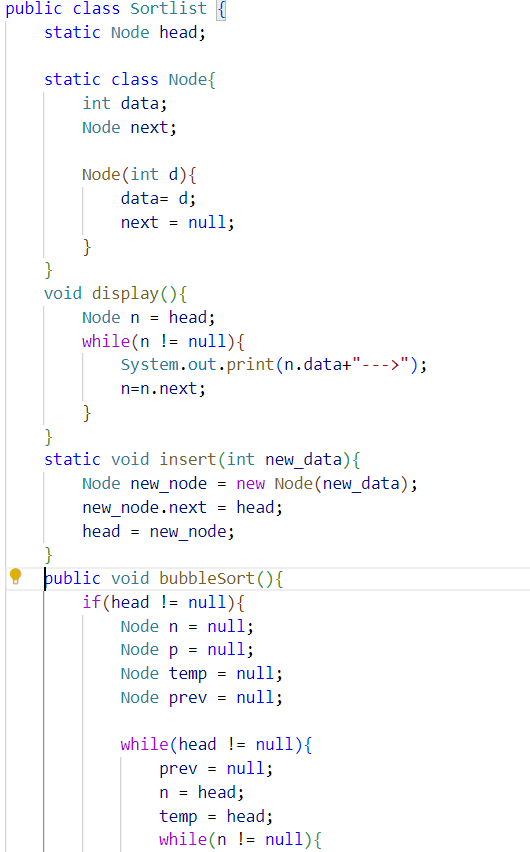 public class Sortlist {
    static Node head;

    static class Node{
        int data;
        Node next;

        Node(int d){
            data= d;
            next = null;
        }
    }
    void display(){
        Node n = head;
        while(n != null){
            System.out.print(n.data+"--->");
            n=n.next;
        }
    }
    static void insert(int new_data){
        Node new_node = new Node(new_data);
        new_node.next = head;
        head = new_node;
    }
    public void bubbleSort(){
        if(head != null){
            Node n = null;
            Node p = null;
            Node temp = null;
            Node prev = null;

            while(head != null){
                prev = null;
                n = head;
                temp = head;
                while(n != null){